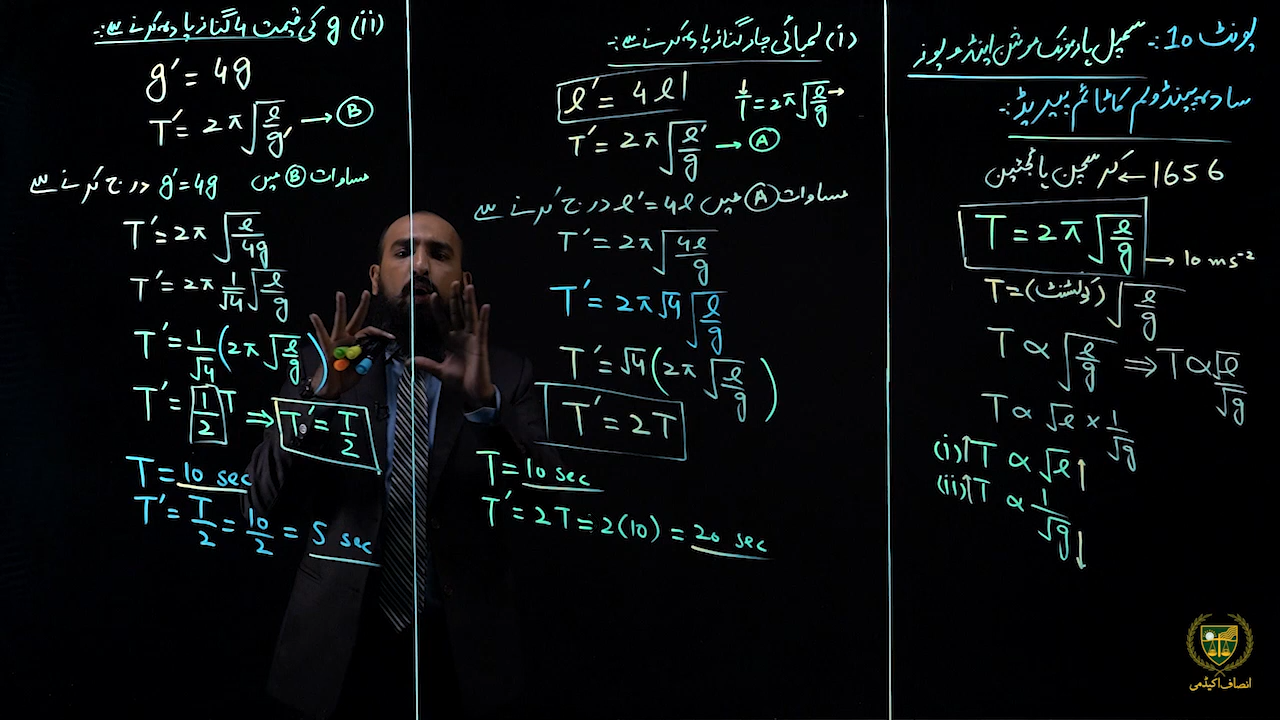 یونٹ 10:- سمپل ہارمونک موشن اینڈ ویوز
سادہ پینڈولم کا ٹائم پیریڈ:-
1656 ← کرسچن ہائجنز
T = 2π√(l/g) → 10 ms⁻²
T = (کونسٹنٹ) √(l/g)
T ∝ √(l/g) ⇒ T ∝ √l/√g
T ∝ √l × 1/√g
(i) ↑T ∝ √l ↑
(ii) ↑T ∝ 1/√g ↓
(i) لمبائی چار گنا زیادہ کرنے سے:-
l' = 4l
T = 2π√(l/g) →
T' = 2π√(l'/g) → A
مساوات A میں l' = 4l درج کرنے سے
T' = 2π√(4l/g)
T' = 2π√4 √(l/g)
T' = √4 (2π√(l/g))
T' = 2T
T = 10 sec
T' = 2T = 2(10) = 20 sec
(ii) g کی قیمت 4 گنا زیادہ کرنے سے:-
g' = 4g
T' = 2π√(l/g') → B
مساوات B میں g' = 4g درج کرنے سے
T' = 2π√(l/4g)
T' = 2π 1/√4 √(l/g)
T' = 1/√4 (2π√(l/g))
T' = 1/2 T ⇒ T' = T/2
T = 10 sec
T' = T/2 = 10/2 = 5 sec
انصاف اکیڈمی